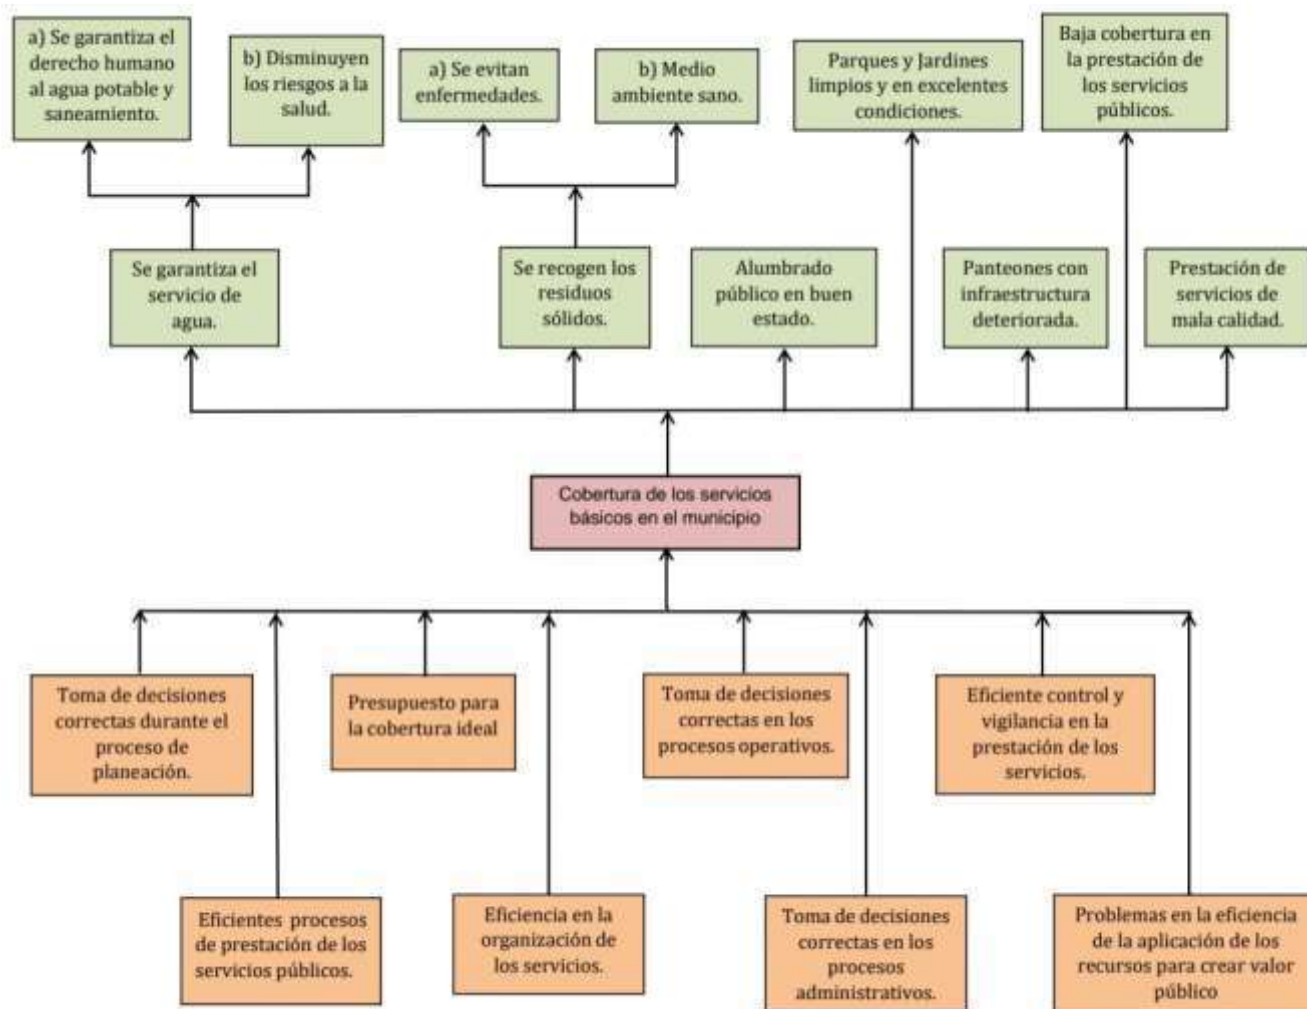 a) Se garantiza el
derecho humano
al agua potable y
saneamiento.
b) Disminuyen
los riesgos a la
salud.
a) Se evitan
enfermedades.
b) Medio
ambiente sano.
Parques y Jardines
limpios y en excelentes
condiciones.
Baja cobertura en
la prestación de
los servicios
públicos.
Se garantiza el
servicio de
agua.
Se recogen los
residuos
sólidos.
Alumbrado
público en buen
estado.
Panteones con
infraestructura
deteriorada.
Prestación de
servicios de
mala calidad.
Cobertura de los servicios
básicos en el municipio
Toma de decisiones
correctas durante el
proceso de
planeación.
Presupuesto para
la cobertura ideal
Toma de decisiones
correctas en los
procesos operativos.
Eficiente control y
vigilancia en la
prestación de los
servicios.
Eficientes procesos
de prestación de los
servicios públicos.
Eficiencia en la
organización de
los servicios.
Toma de decisiones
correctas en los
procesos
administrativos.
Problemas en la eficiencia
de la aplicación de los
recursos para crear valor
público